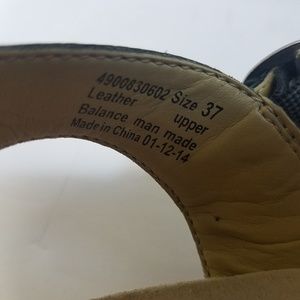 4900830602 Size 37
Leather upper
Balance man made
Made in China 01-12-14